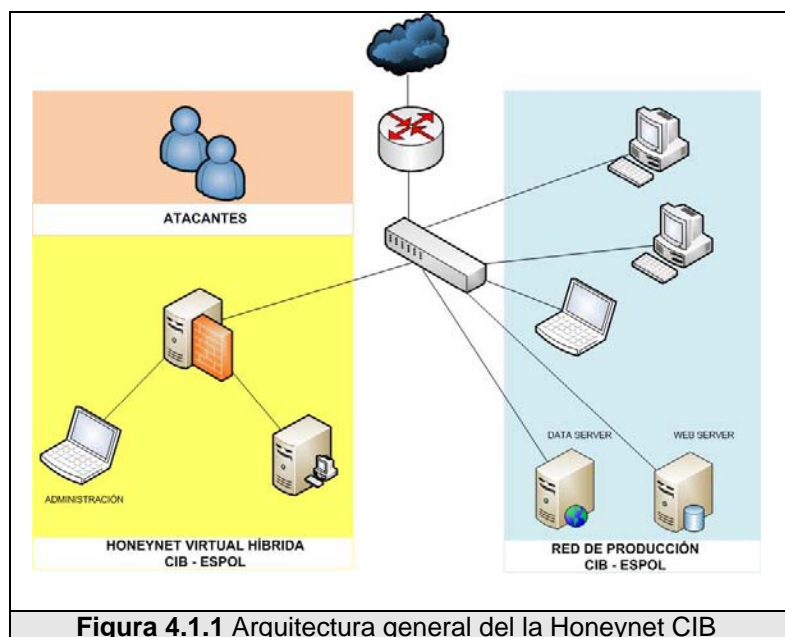 ATACANTES
ADMINISTRACIÓN
HONEYNET VIRTUAL HÍBRIDA
CIB - ESPOL
DATA SERVER
WEB SERVER
RED DE PRODUCCIÓN
CIB - ESPOL
Figura 4.1.1 Arquitectura general del la Honeynet CIB